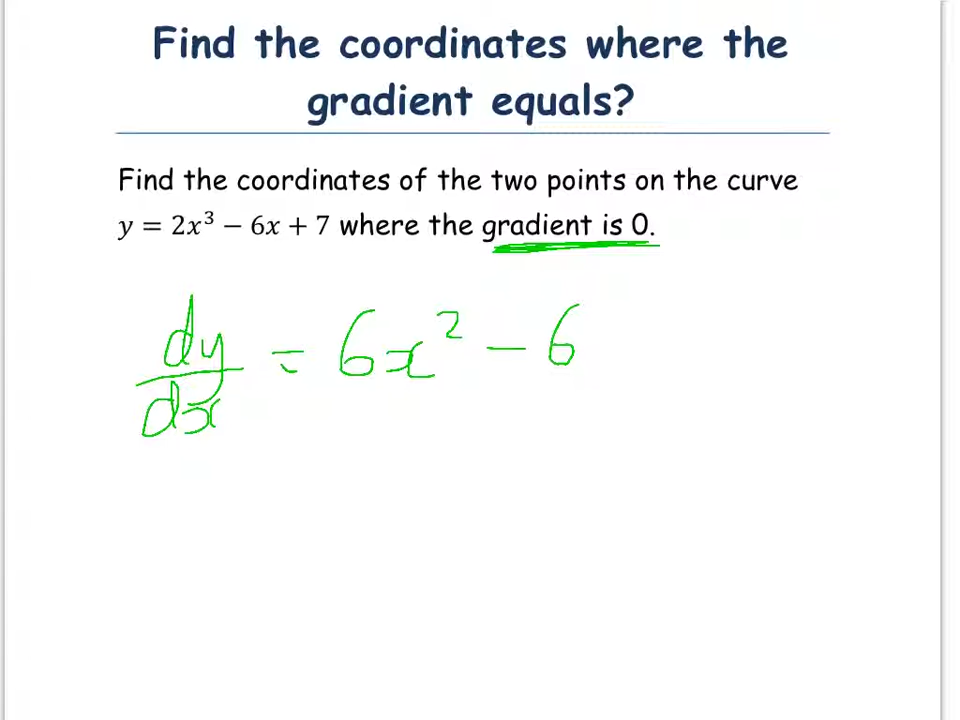 Find the coordinates where the
gradient equals?
Find the coordinates of the two points on the curve
y = 2x³ − 6x + 7 where the gradient is 0.
dy/dx = 6x² − 6